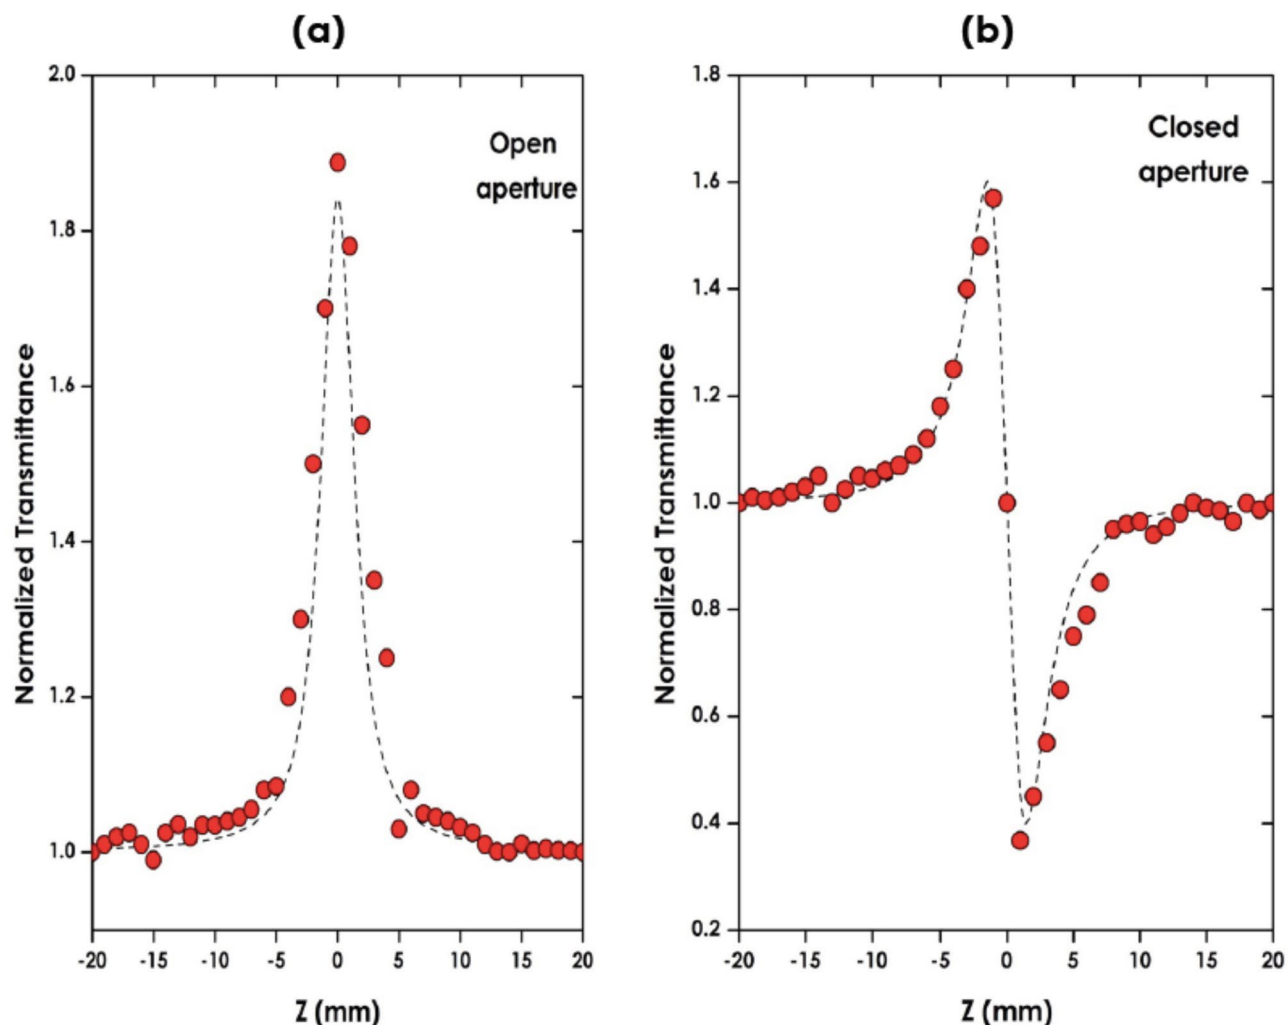 (a)
2.0
1.8
1.6
1.4
1.2
1.0
-20 -15 -10 -5 0 5 10 15 20
Normalized Transmittance
Z (mm)
Open
aperture
(b)
1.8
1.6
1.4
1.2
1.0
0.8
0.6
0.4
0.2
-20 -15 -10 -5 0 5 10 15 20
Normalized Transmittance
Z (mm)
Closed
aperture